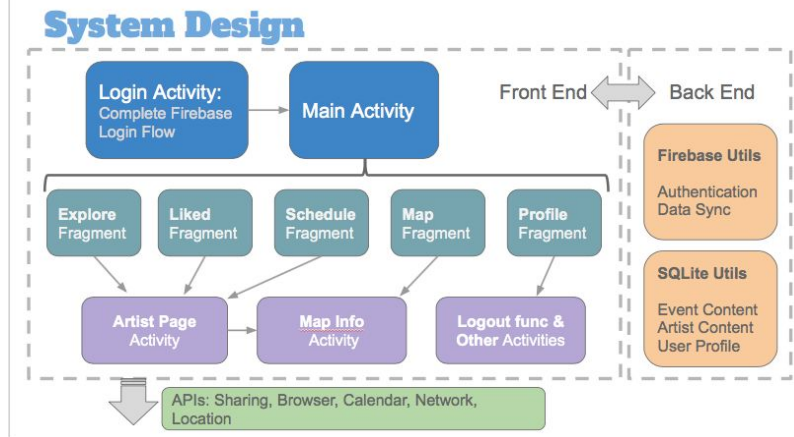 System Design
Login Activity:
Complete Firebase
Login Flow
Main Activity
Front End
Back End
Explore
Fragment
Liked
Fragment
Schedule
Fragment
Map
Fragment
Profile
Fragment
Artist Page
Activity
Map Info
Activity
Logout func &
Other Activities
Firebase Utils
Authentication
Data Sync
SQLite Utils
Event Content
Artist Content
User Profile
APIs: Sharing, Browser, Calendar, Network,
Location